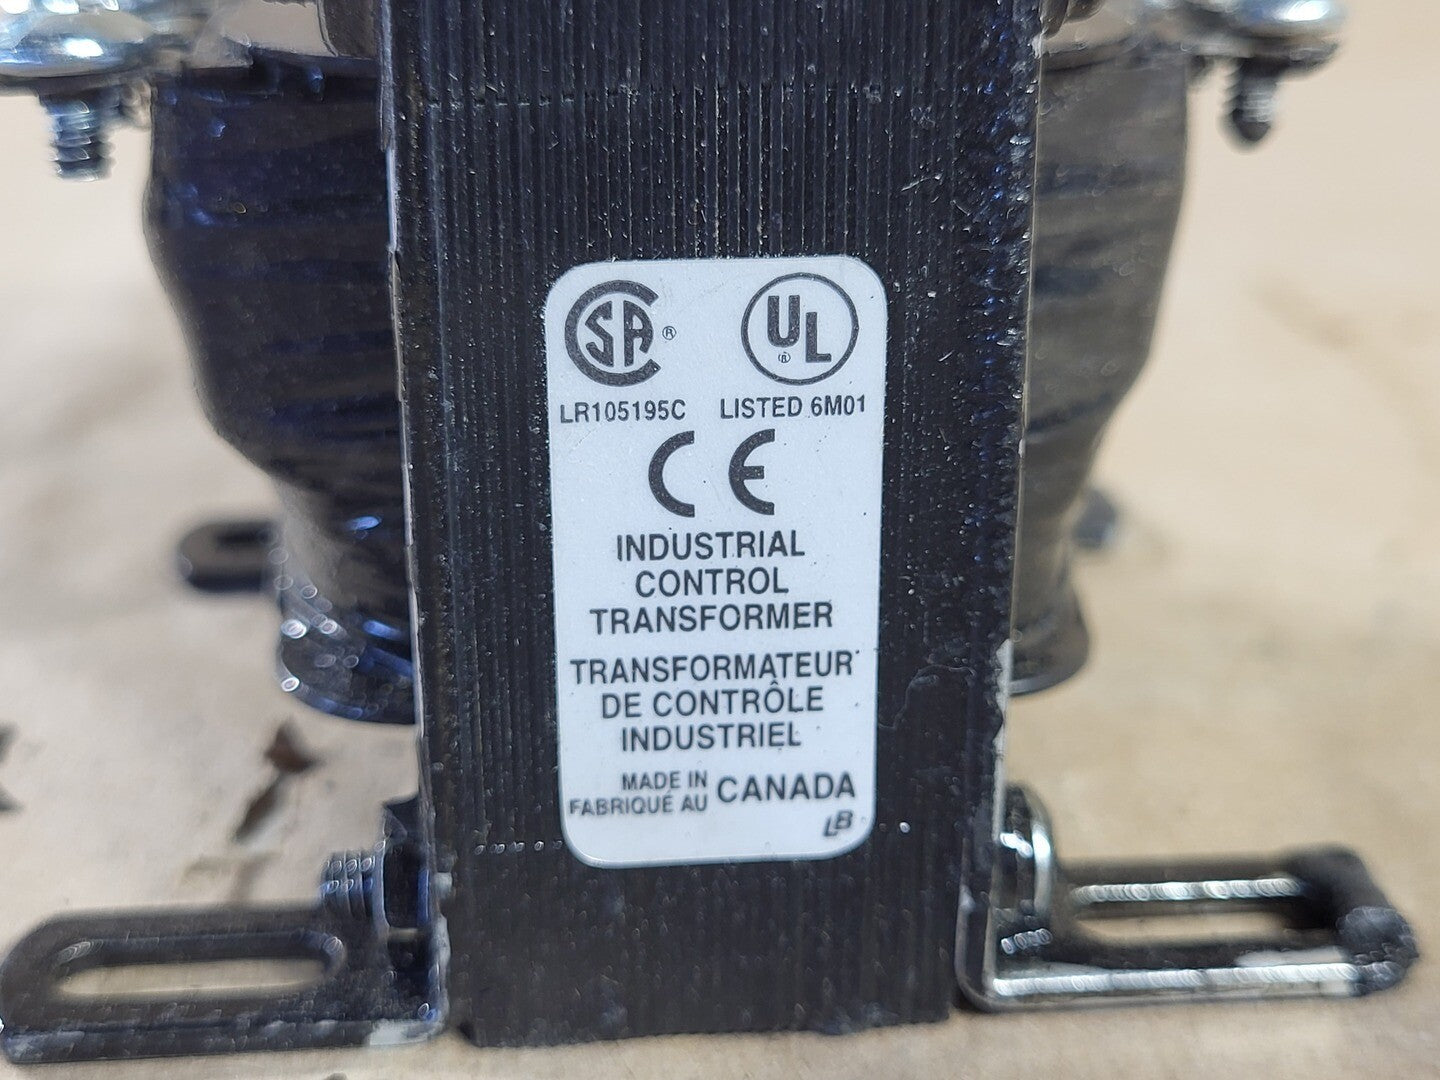 CSA ® UL ®
LR105195C LISTED 6M01
CE
INDUSTRIAL
CONTROL
TRANSFORMER
TRANSFORMATEUR
DE CONTRÔLE
INDUSTRIEL
MADE IN
FABRIQUÉ AU CANADA
LB